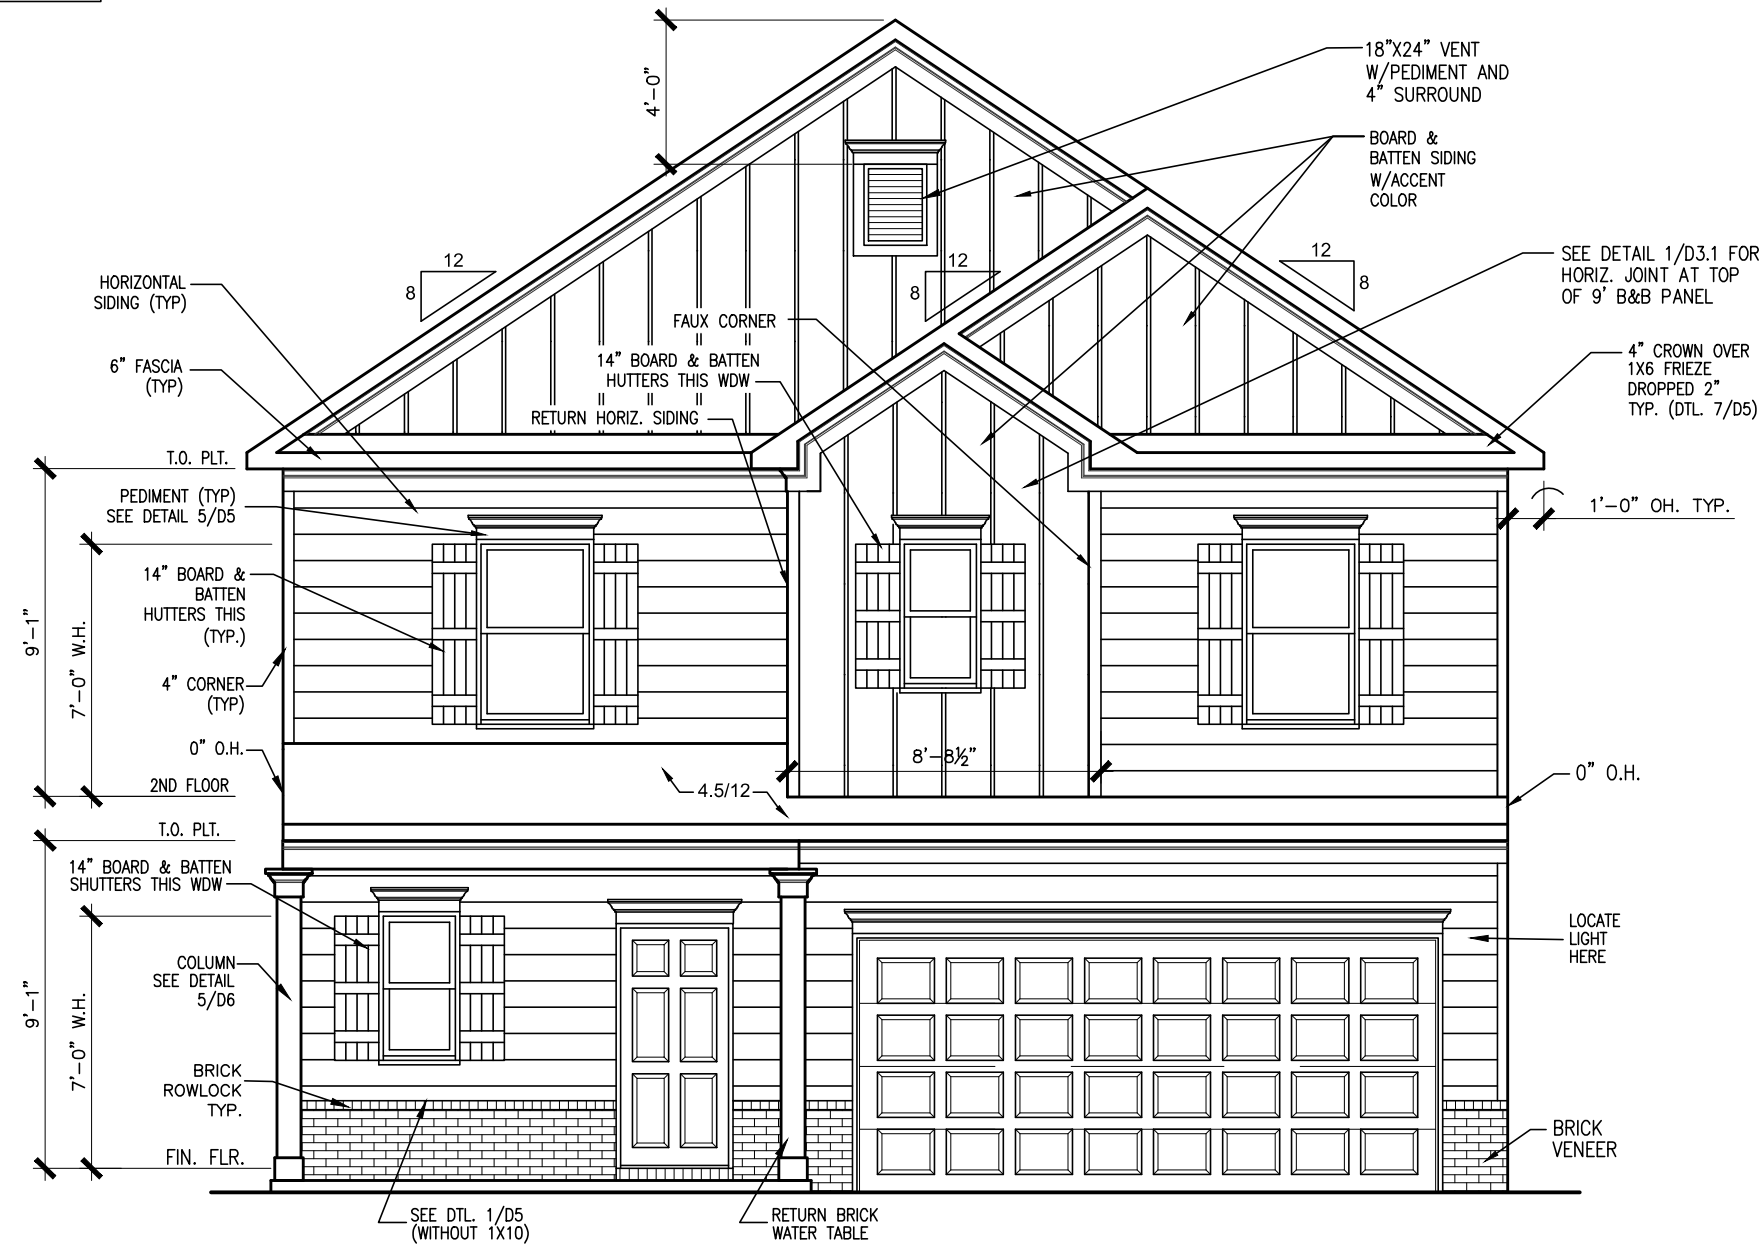 4'-0"
18"X24" VENT
W/PEDIMENT AND
4" SURROUND
BOARD &
BATTEN SIDING
W/ACCENT
COLOR
SEE DETAIL 1/D3.1 FOR
HORIZ. JOINT AT TOP
OF 9' B&B PANEL
12
8
12
8
12
8
HORIZONTAL
SIDING (TYP)
FAUX CORNER
6" FASCIA
(TYP)
14" BOARD & BATTEN
HUTTERS THIS WDW
RETURN HORIZ. SIDING
4" CROWN OVER
1X6 FRIEZE
DROPPED 2"
TYP. (DTL. 7/D5)
T.O. PLT.
PEDIMENT (TYP)
SEE DETAIL 5/D5
1'-0" OH. TYP.
14" BOARD &
BATTEN
HUTTERS THIS
(TYP.)
9'-1"
7'-0" W.H.
4" CORNER
(TYP)
0" O.H.
8'-8½"
2ND FLOOR
4.5/12
0" O.H.
T.O. PLT.
14" BOARD & BATTEN
SHUTTERS THIS WDW
LOCATE
LIGHT
HERE
COLUMN
SEE DETAIL
5/D6
9'-1"
7'-0" W.H.
BRICK
ROWLOCK
TYP.
BRICK
VENEER
FIN. FLR.
SEE DTL. 1/D5
(WITHOUT 1X10)
RETURN BRICK
WATER TABLE